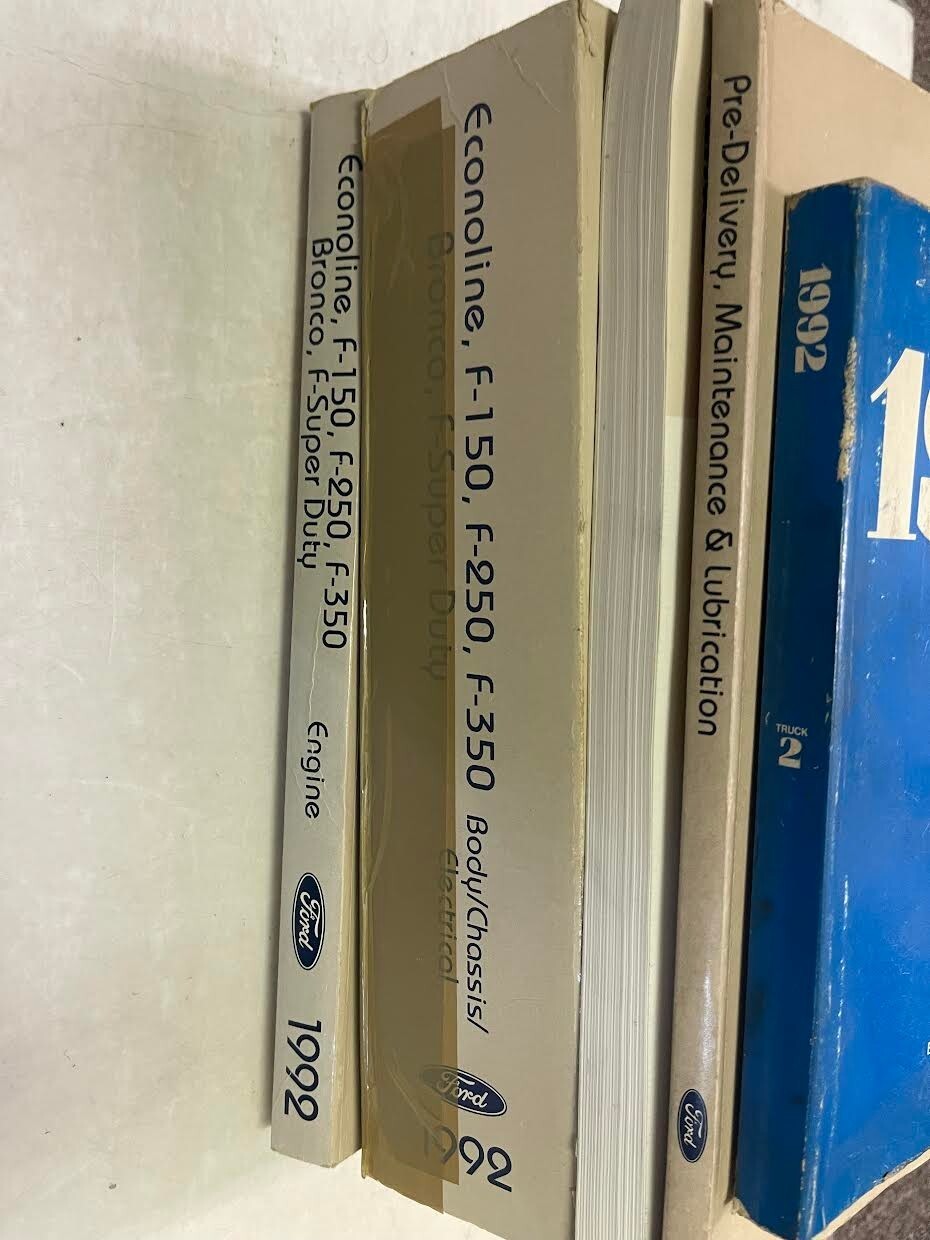 Econoline, F-150, F-250, F-350
Bronco, F-Super Duty
Engine
Ford
1992
Econoline, F-150, F-250, F-350 Body/Chassis/
Bronco, F-Super Duty Electrical
Ford
1992
Pre-Delivery, Maintenance & Lubrication
Ford
1992
TRUCK
2